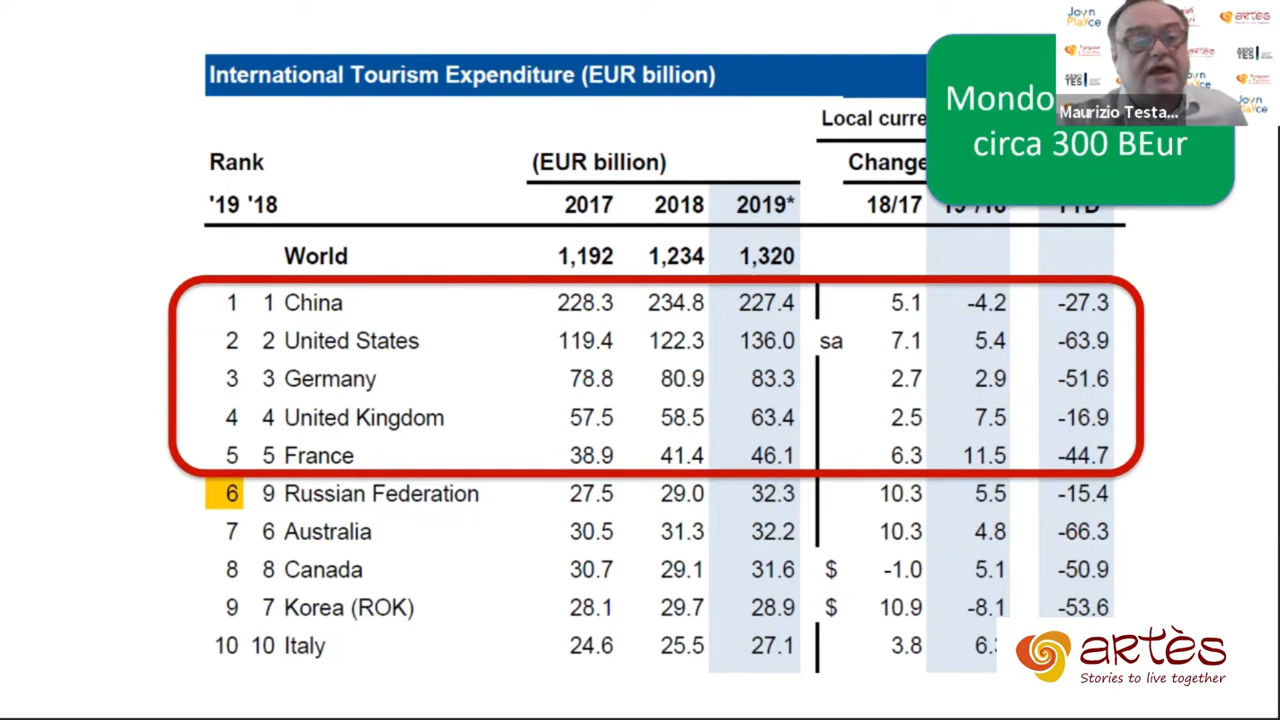 International Tourism Expenditure (EUR billion)
Mondo
circa 300 BEur
Maurizio Testa...
Local curre
Rank (EUR billion) Change
'19 '18 2017 2018 2019* 18/17
World 1,192 1,234 1,320
1 1 China 228.3 234.8 227.4 5.1 -4.2 -27.3
2 2 United States 119.4 122.3 136.0 sa 7.1 5.4 -63.9
3 3 Germany 78.8 80.9 83.3 2.7 2.9 -51.6
4 4 United Kingdom 57.5 58.5 63.4 2.5 7.5 -16.9
5 5 France 38.9 41.4 46.1 6.3 11.5 -44.7
6 9 Russian Federation 27.5 29.0 32.3 10.3 5.5 -15.4
7 6 Australia 30.5 31.3 32.2 10.3 4.8 -66.3
8 8 Canada 30.7 29.1 31.6 $ -1.0 5.1 -50.9
9 7 Korea (ROK) 28.1 29.7 28.9 $ 10.9 -8.1 -53.6
10 10 Italy 24.6 25.5 27.1 3.8 6.
artès
Stories to live together